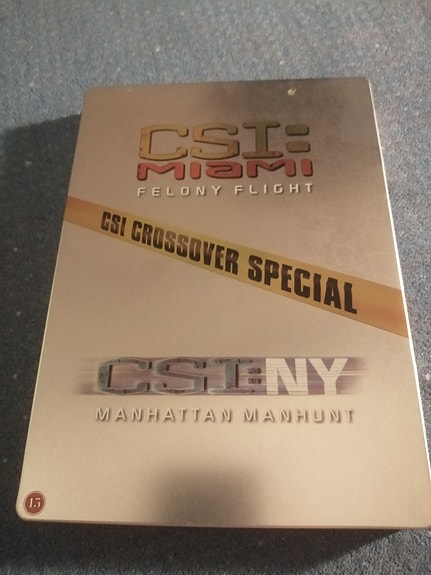 CSI:
MIAMI
FELONY FLIGHT
CSI CROSSOVER SPECIAL
CSI:NY
MANHATTAN MANHUNT
15